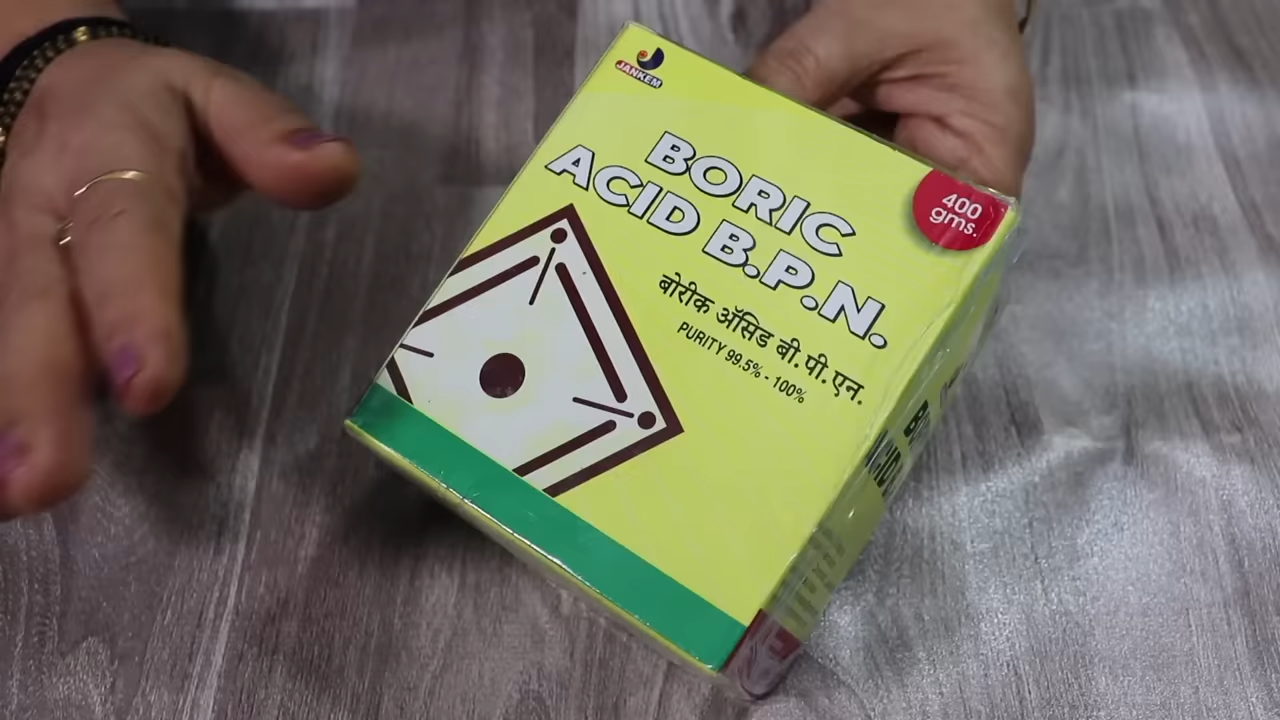 JANKEM
BORIC
ACID B.P.N.
400
gms.
बोरीक ॲसिड बी.पी.एन.
PURITY 99.5% - 100%